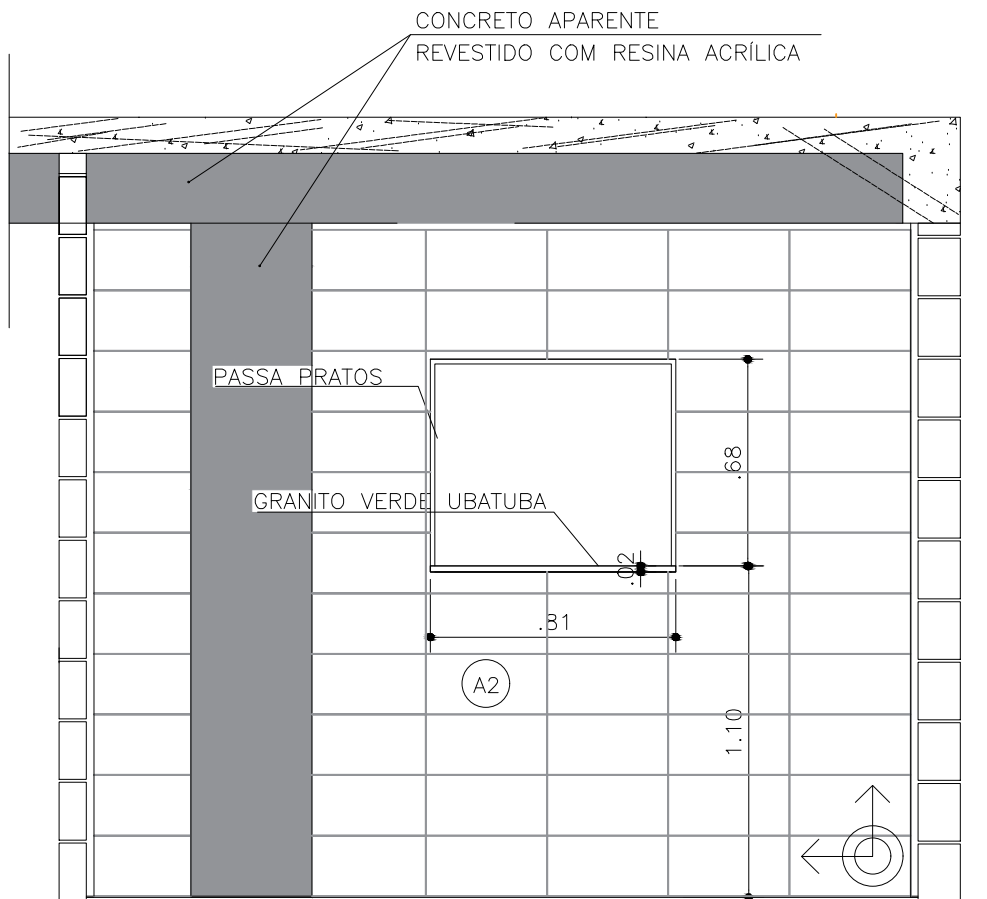 CONCRETO APARENTE
REVESTIDO COM RESINA ACRÍLICA
PASSA PRATOS
.68
GRANITO VERDE UBATUBA
.02
.81
A2
1.10